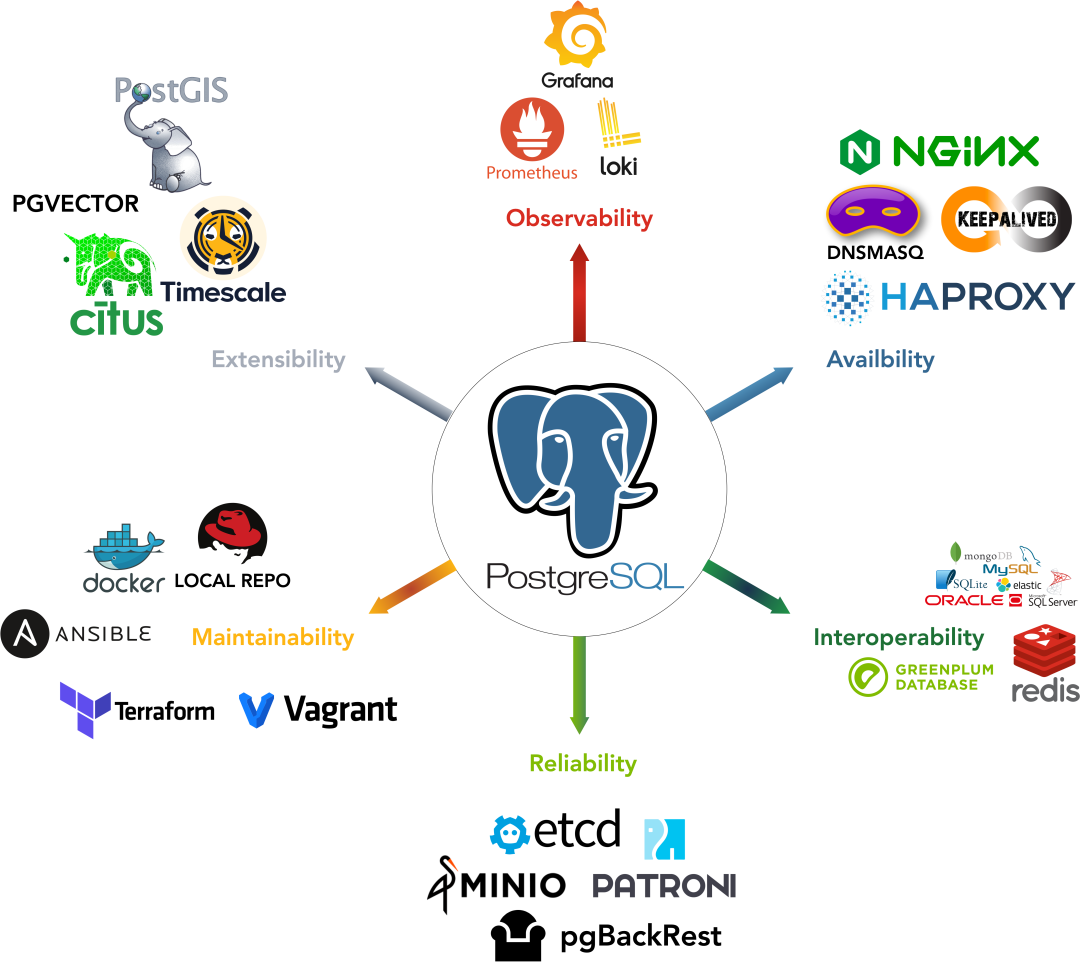 Grafana
Prometheus
loki
Observability
PostGIS
PGVECTOR
Timescale
citus
Extensibility
NGINX
DNSMASQ
KEEPALIVED
HAPROXY
Availbility
PostgreSQL
docker
LOCAL REPO
ANSIBLE
Maintainability
Terraform
Vagrant
mongoDB
MySQL
SQLite
elastic
ORACLE
Microsoft
SQL Server
Interoperability
GREENPLUM
DATABASE
redis
Reliability
etcd
MINIO
PATRONI
pgBackRest